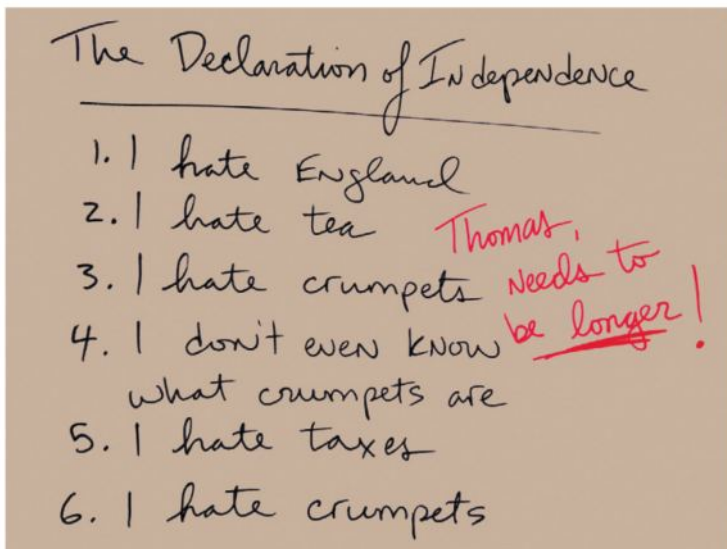 The Declaration of Independence
1. I hate England
2. I hate tea
3. I hate crumpets
4. I don't even know
what crumpets are
5. I hate taxes
6. I hate crumpets
Thomas,
needs to
be longer!